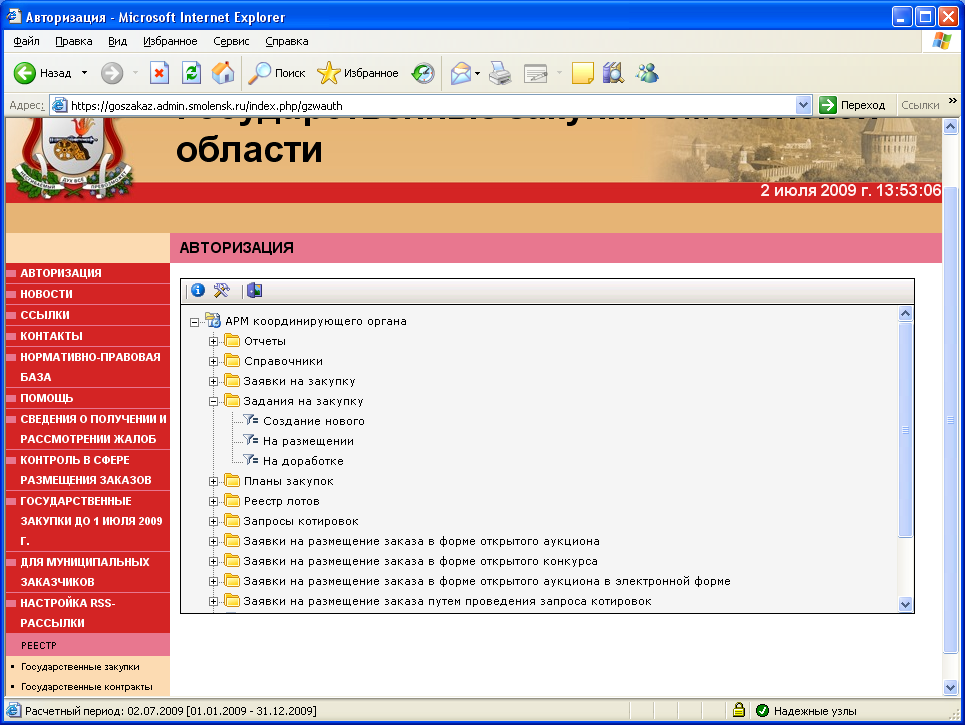 Авторизация - Microsoft Internet Explorer
Файл Правка Вид Избранное Сервис Справка
Назад Поиск Избранное
Адрес: https://goszakaz.admin.smolensk.ru/index.php/gzwauth Переход Ссылки »
области
2 июля 2009 г. 13:53:06
АВТОРИЗАЦИЯ
АВТОРИЗАЦИЯ
НОВОСТИ
ССЫЛКИ
КОНТАКТЫ
НОРМАТИВНО-ПРАВОВАЯ
БАЗА
ПОМОЩЬ
СВЕДЕНИЯ О ПОЛУЧЕНИИ И
РАССМОТРЕНИИ ЖАЛОБ
КОНТРОЛЬ В СФЕРЕ
РАЗМЕЩЕНИЯ ЗАКАЗОВ
ГОСУДАРСТВЕННЫЕ
ЗАКУПКИ ДО 1 ИЮЛЯ 2009
Г.
ДЛЯ МУНИЦИПАЛЬНЫХ
ЗАКАЗЧИКОВ
НАСТРОЙКА RSS-
РАССЫЛКИ
РЕЕСТР
• Государственные закупки
• Государственные контракты
АРМ координирующего органа
Отчеты
Справочники
Заявки на закупку
Задания на закупку
Создание нового
На размещении
На доработке
Планы закупок
Реестр лотов
Запросы котировок
Заявки на размещение заказа в форме открытого аукциона
Заявки на размещение заказа в форме открытого конкурса
Заявки на размещение заказа в форме открытого аукциона в электронной форме
Заявки на размещение заказа путем проведения запроса котировок
Расчетный период: 02.07.2009 [01.01.2009 - 31.12.2009] Надежные узлы